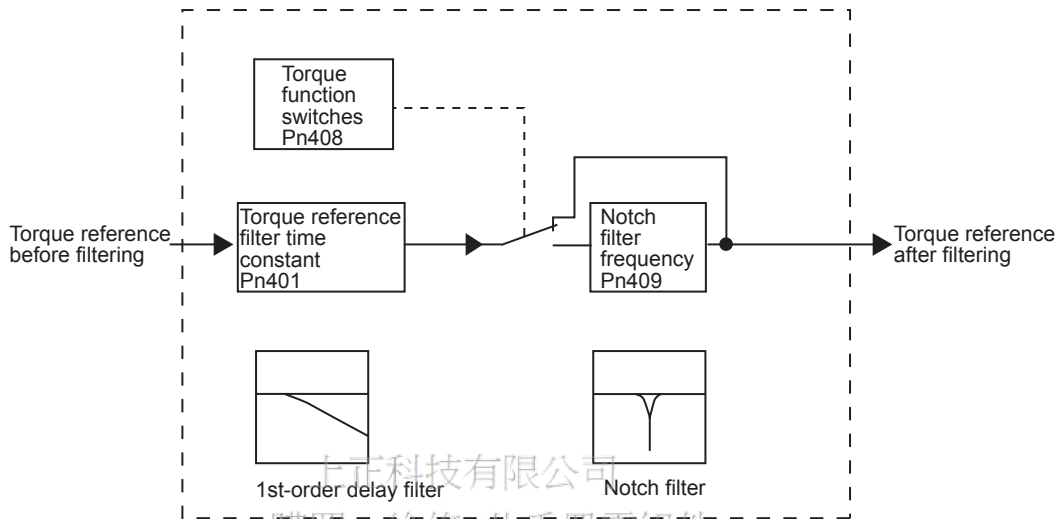 Torque
function
switches
Pn408
Torque reference
before filtering
Torque reference
filter time
constant
Pn401
Notch
filter
frequency
Pn409
Torque reference
after filtering
上正科技有限公司
1st-order delay filter
Notch filter